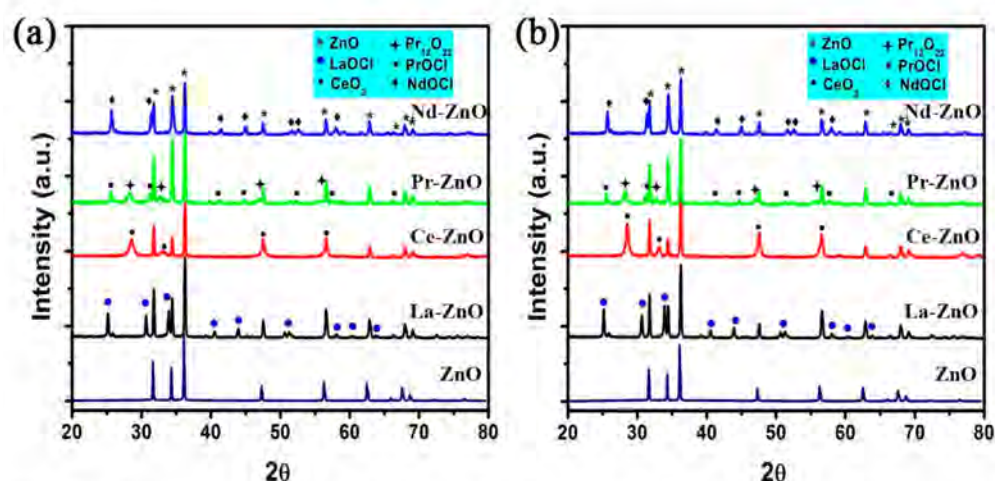 (a)
* ZnO + Pr₁₂O₂₂
● LaOCl ● PrOCl
● CeO₂ ♦ NdOCl
Nd-ZnO
Pr-ZnO
Ce-ZnO
La-ZnO
ZnO
Intensity (a.u.)
20 30 40 50 60 70 80
2θ
(b)
* ZnO + Pr₁₂O₂₂
● LaOCl ● PrOCl
● CeO₂ ♦ NdOCl
Nd-ZnO
Pr-ZnO
Ce-ZnO
La-ZnO
ZnO
Intensity (a.u.)
20 30 40 50 60 70 80
2θ